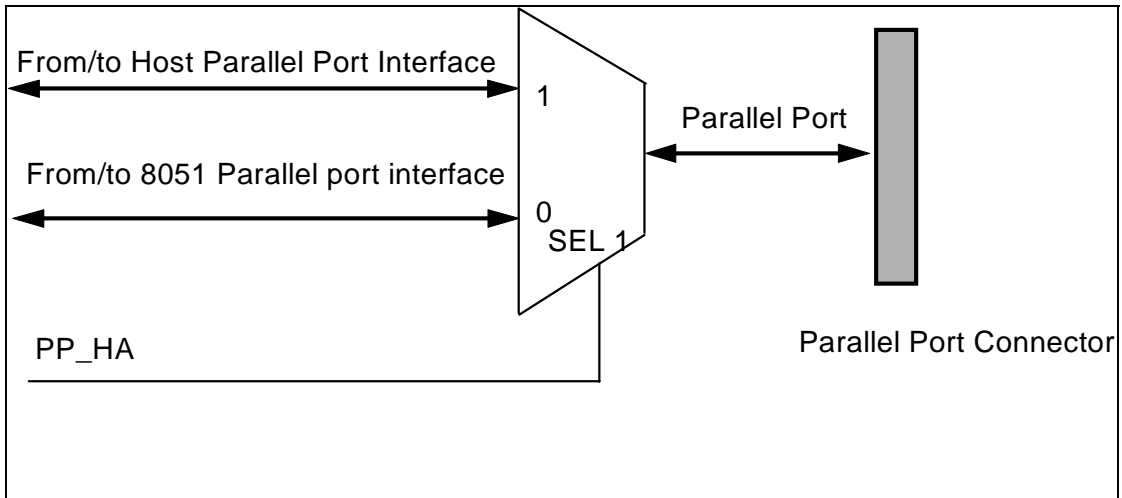 From/to Host Parallel Port Interface
1
Parallel Port
From/to 8051 Parallel port interface
0
SEL 1
PP_HA
Parallel Port Connector